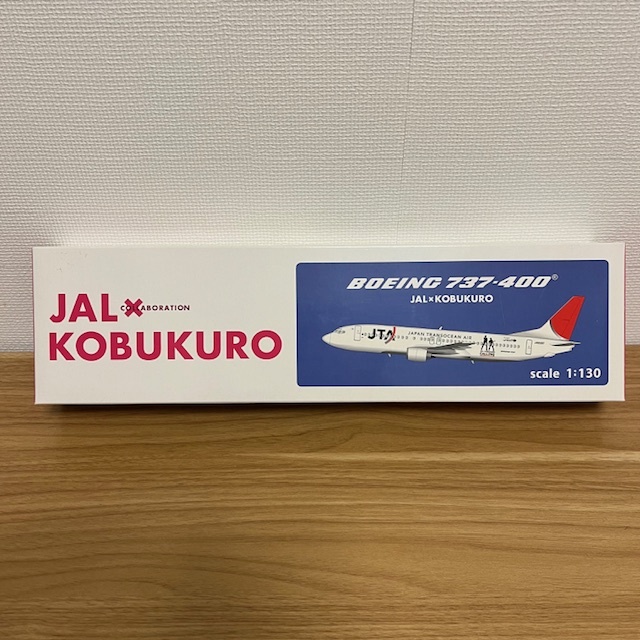 JAL×
COLLABORATION
KOBUKURO
BOEING 737-400®
JAL×KOBUKURO
JTA
JAPAN TRANSOCEAN AIR
scale 1:130